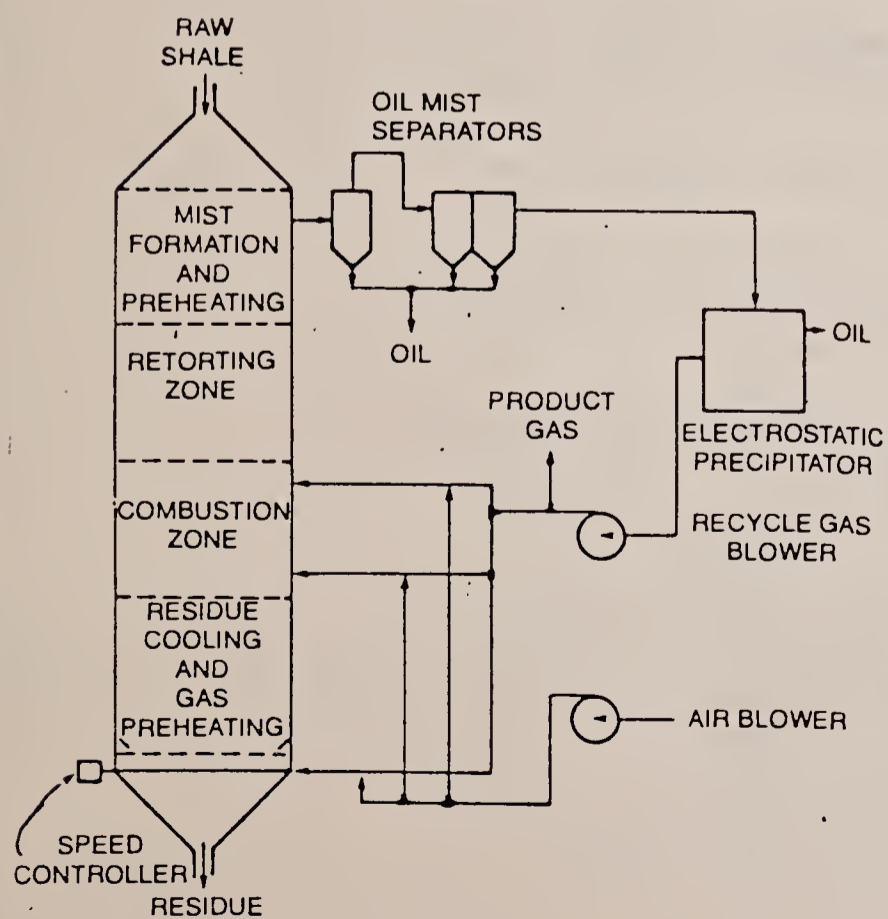 RAW
SHALE
OIL MIST
SEPARATORS
MIST
FORMATION
AND
PREHEATING
RETORTING
ZONE
OIL
OIL
PRODUCT
GAS
ELECTROSTATIC
PRECIPITATOR
COMBUSTION
ZONE
RECYCLE GAS
BLOWER
RESIDUE
COOLING
AND
GAS
PREHEATING
AIR BLOWER
SPEED
CONTROLLER
RESIDUE